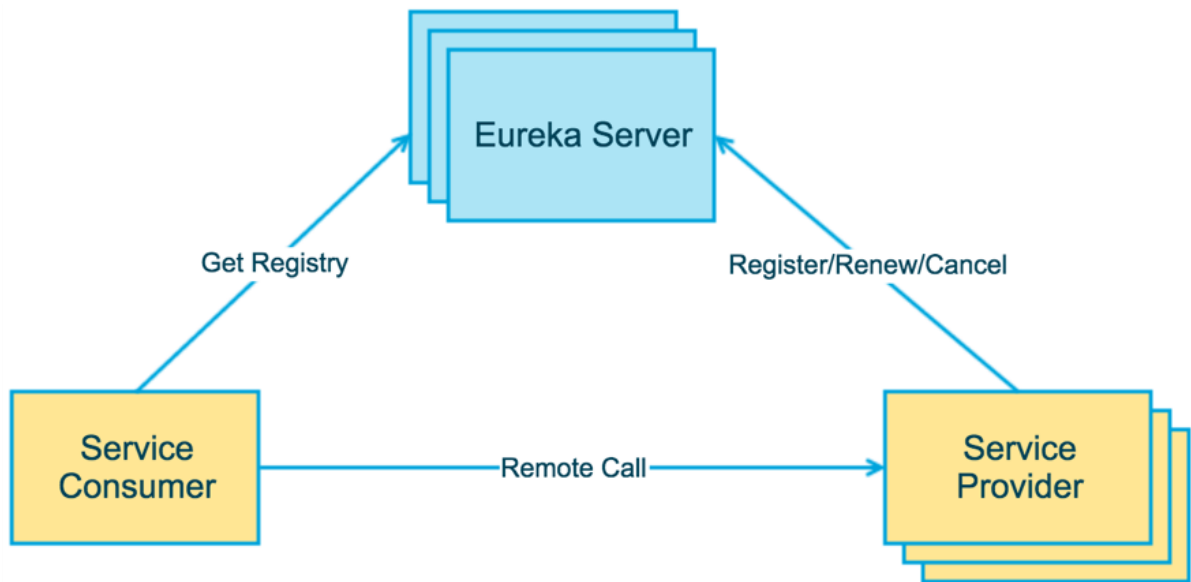 Eureka Server
Get Registry
Register/Renew/Cancel
Service
Consumer
Remote Call
Service
Provider